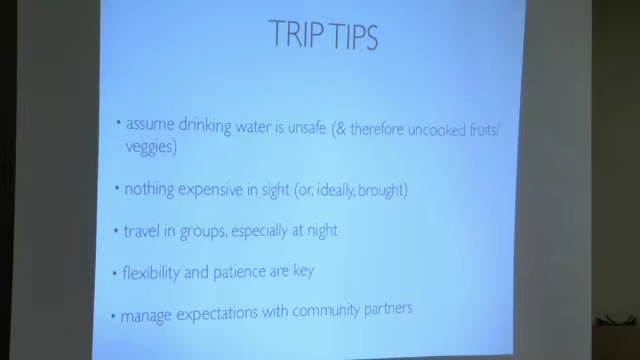 TRIP TIPS
• assume drinking water is unsafe (& therefore uncooked fruits/
veggies)
• nothing expensive in sight (or, ideally, brought)
• travel in groups, especially at night
• flexibility and patience are key
• manage expectations with community partners